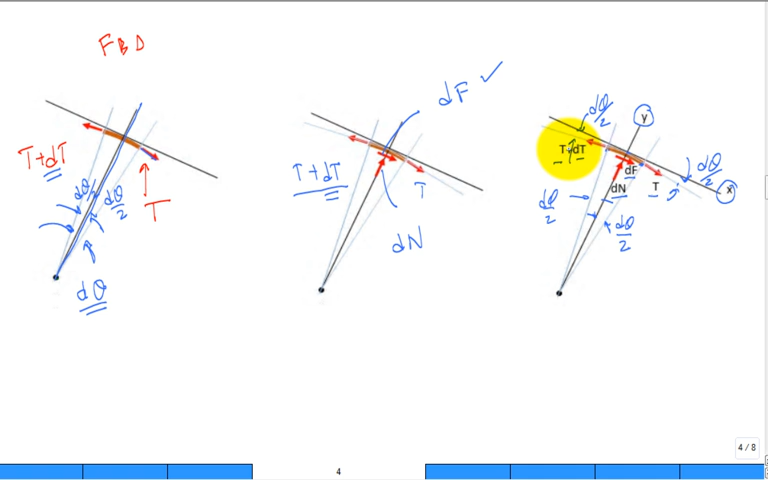 FBD
T+dT
dθ/2
dθ/2
T
dθ
dF
T+dT
T
dN
dθ/2
y
T+dT
dF
dN
T
dθ/2
x
dθ/2
dθ/2
4 / 8
4